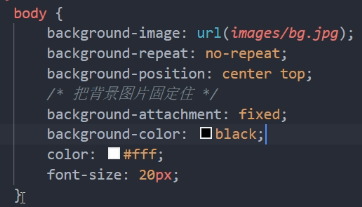 body {
    background-image: url(images/bg.jpg);
    background-repeat: no-repeat;
    background-position: center top;
    /* 把背景图片固定住 */
    background-attachment: fixed;
    background-color: black;
    color: #fff;
    font-size: 20px;
}